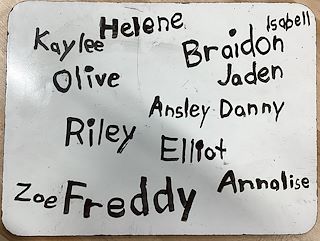 Helene
Isabell
Kaylee
Braidon
Olive
Jaden
Ansley Danny
Riley
Elliot
Annalise
Zoe Freddy